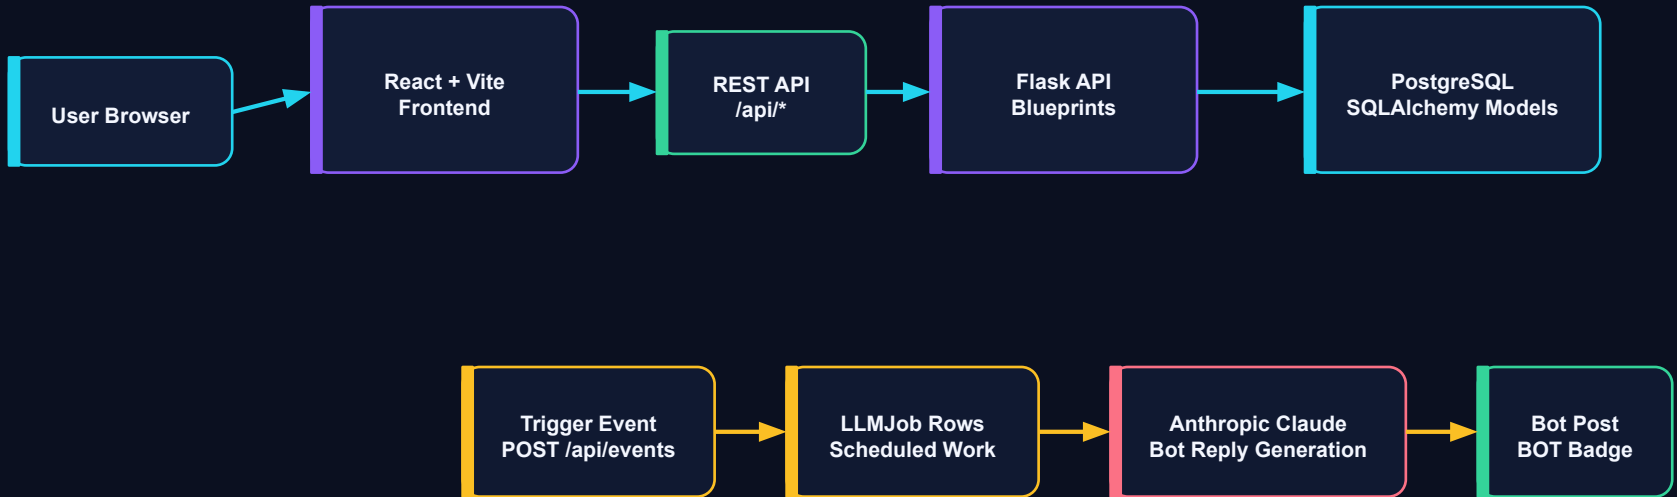 User Browser
React + Vite
Frontend
REST API
/api/*
Flask API
Blueprints
PostgreSQL
SQLAlchemy Models
Trigger Event
POST /api/events
LLMJob Rows
Scheduled Work
Anthropic Claude
Bot Reply Generation
Bot Post
BOT Badge